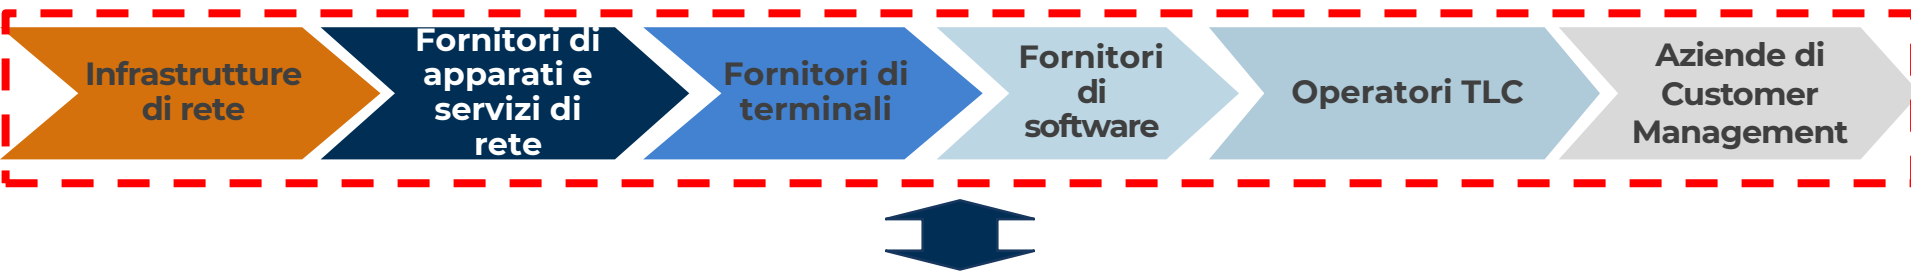 Infrastrutture
di rete
Fornitori di
apparati e
servizi di
rete
Fornitori di
terminali
Fornitori
di
software
Operatori TLC
Aziende di
Customer
Management